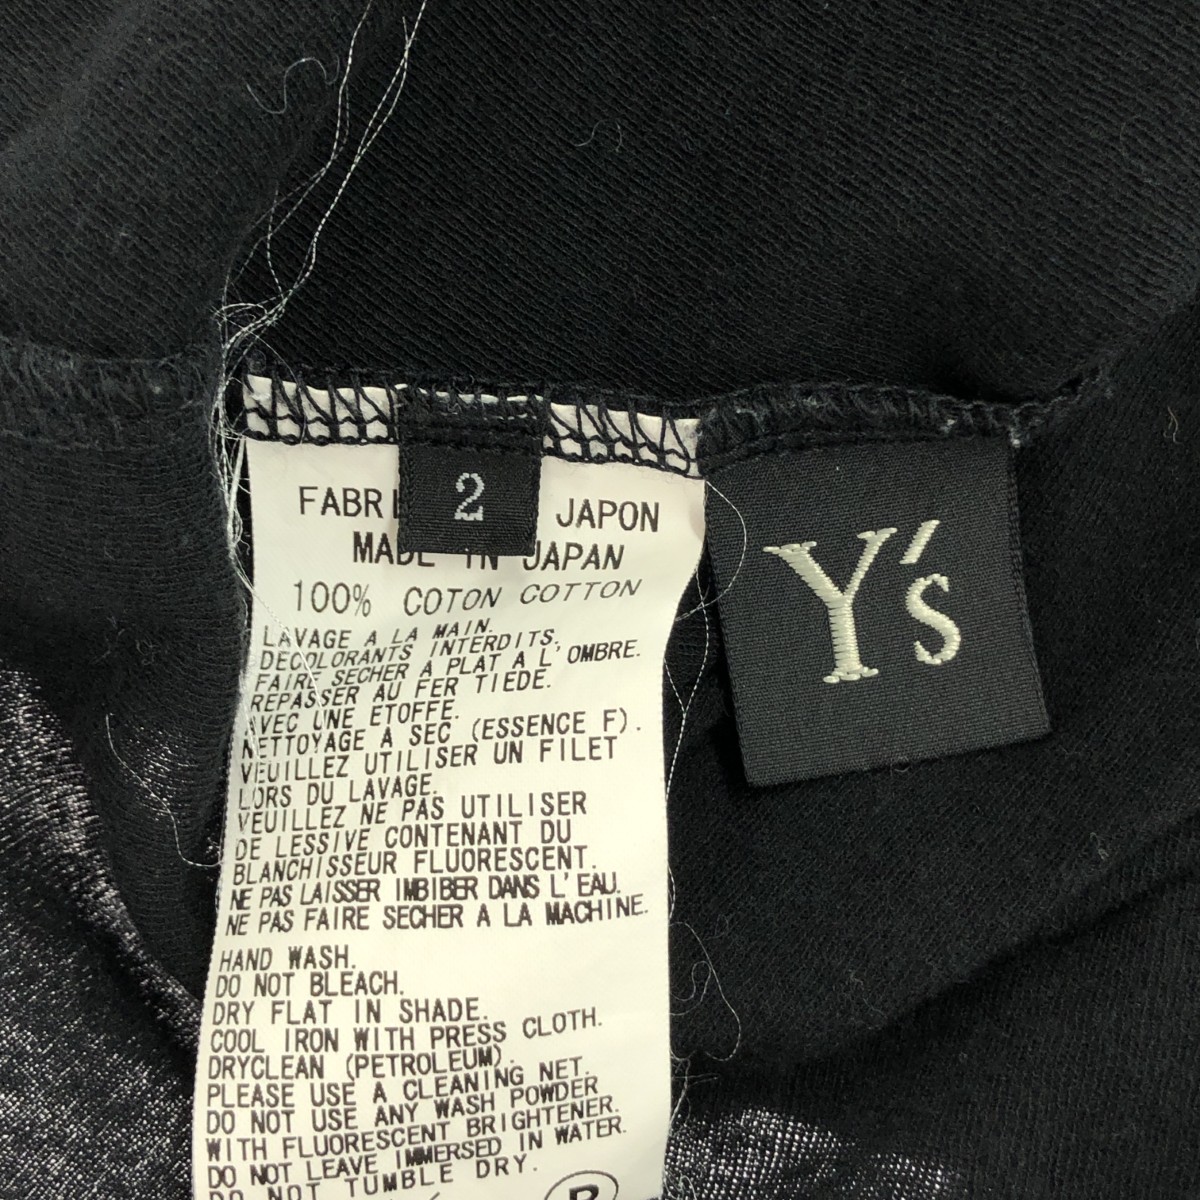 2
Y's
FABRI JAPON
MADE IN JAPAN
100% COTON COTTON
LAVAGE A LA MAIN.
DECOLORANTS INTERDITS.
FAIRE SECHER A PLAT A L'OMBRE.
REPASSER AU FER TIEDE.
AVEC UNE ETOFFE.
NETTOYAGE A SEC (ESSENCE F).
VEUILLEZ UTILISER UN FILET
LORS DU LAVAGE.
VEUILLEZ NE PAS UTILISER
DE LESSIVE CONTENANT DU
BLANCHISSEUR FLUORESCENT.
NE PAS LAISSER IMBIBER DANS L'EAU.
NE PAS FAIRE SECHER A LA MACHINE.
HAND WASH.
DO NOT BLEACH.
DRY FLAT IN SHADE.
COOL IRON WITH PRESS CLOTH.
DRYCLEAN (PETROLEUM).
PLEASE USE A CLEANING NET.
DO NOT USE ANY WASH POWDER
WITH FLUORESCENT BRIGHTENER.
DO NOT LEAVE IMMERSED IN WATER.
DO NOT TUMBLE DRY.
R